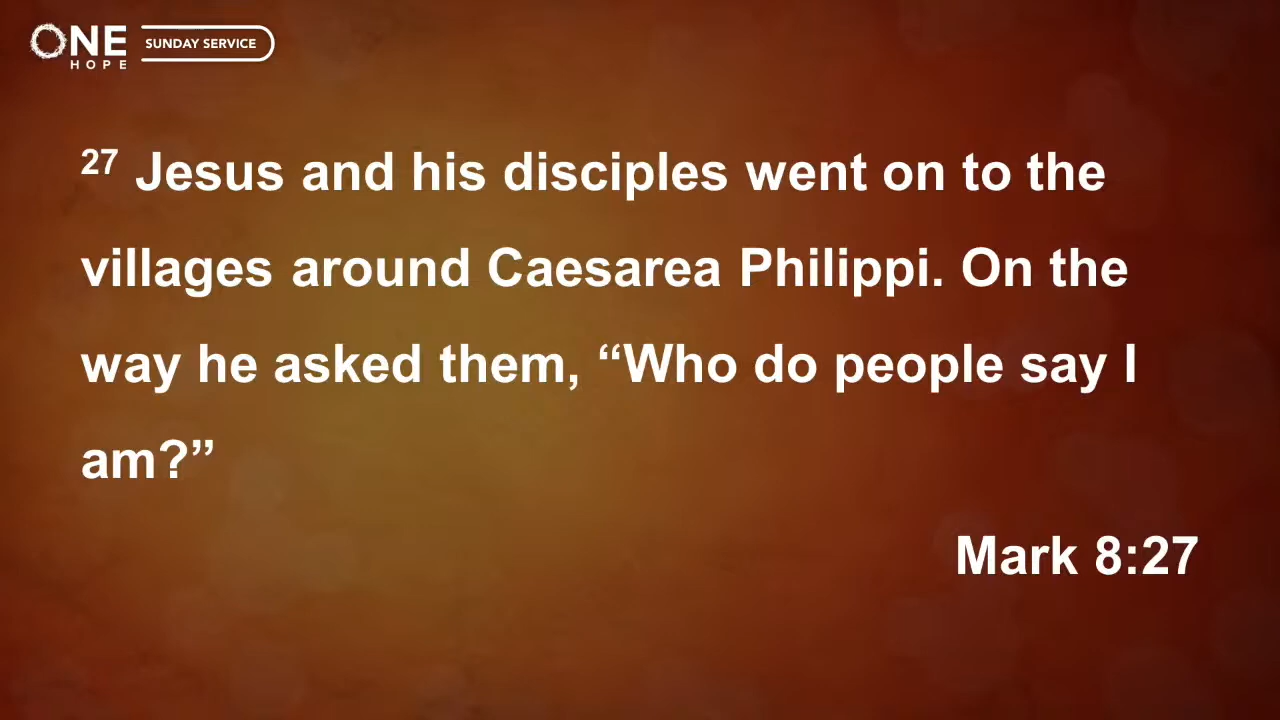 ONE
HOPE
SUNDAY SERVICE
27 Jesus and his disciples went on to the
villages around Caesarea Philippi. On the
way he asked them, “Who do people say I
am?”
Mark 8:27